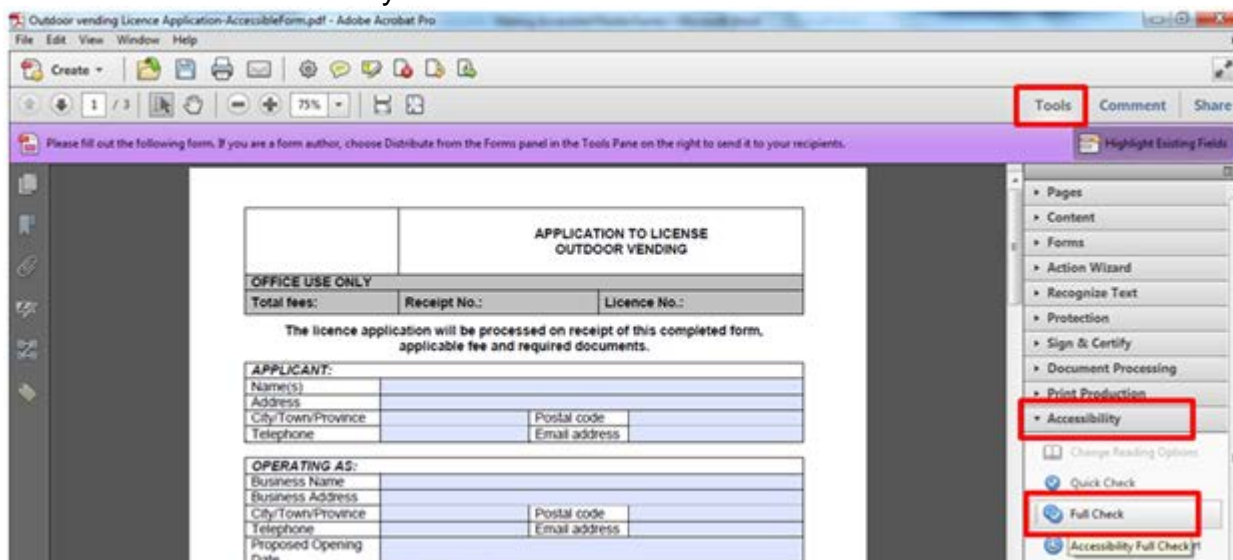 Outdoor vending Licence Application-AccessibleForm.pdf - Adobe Acrobat Pro
File Edit View Window Help
Create
1 / 3 75% Tools Comment Share
Please fill out the following form. If you are a form author, choose Distribute from the Forms panel in the Tools Pane on the right to send it to your recipients. Highlight Existing Fields
Pages
Content
Forms
Action Wizard
Recognize Text
Protection
Sign & Certify
Document Processing
Print Production
Accessibility
Change Reading Options
Quick Check
Full Check
Accessibility Full Check
APPLICATION TO LICENSE
OUTDOOR VENDING
OFFICE USE ONLY
Total fees: Receipt No.: Licence No.:
The licence application will be processed on receipt of this completed form,
applicable fee and required documents.
APPLICANT:
Name(s)
Address
City/Town/Province Postal code
Telephone Email address
OPERATING AS:
Business Name
Business Address
City/Town/Province Postal code
Telephone Email address
Proposed Opening
Date